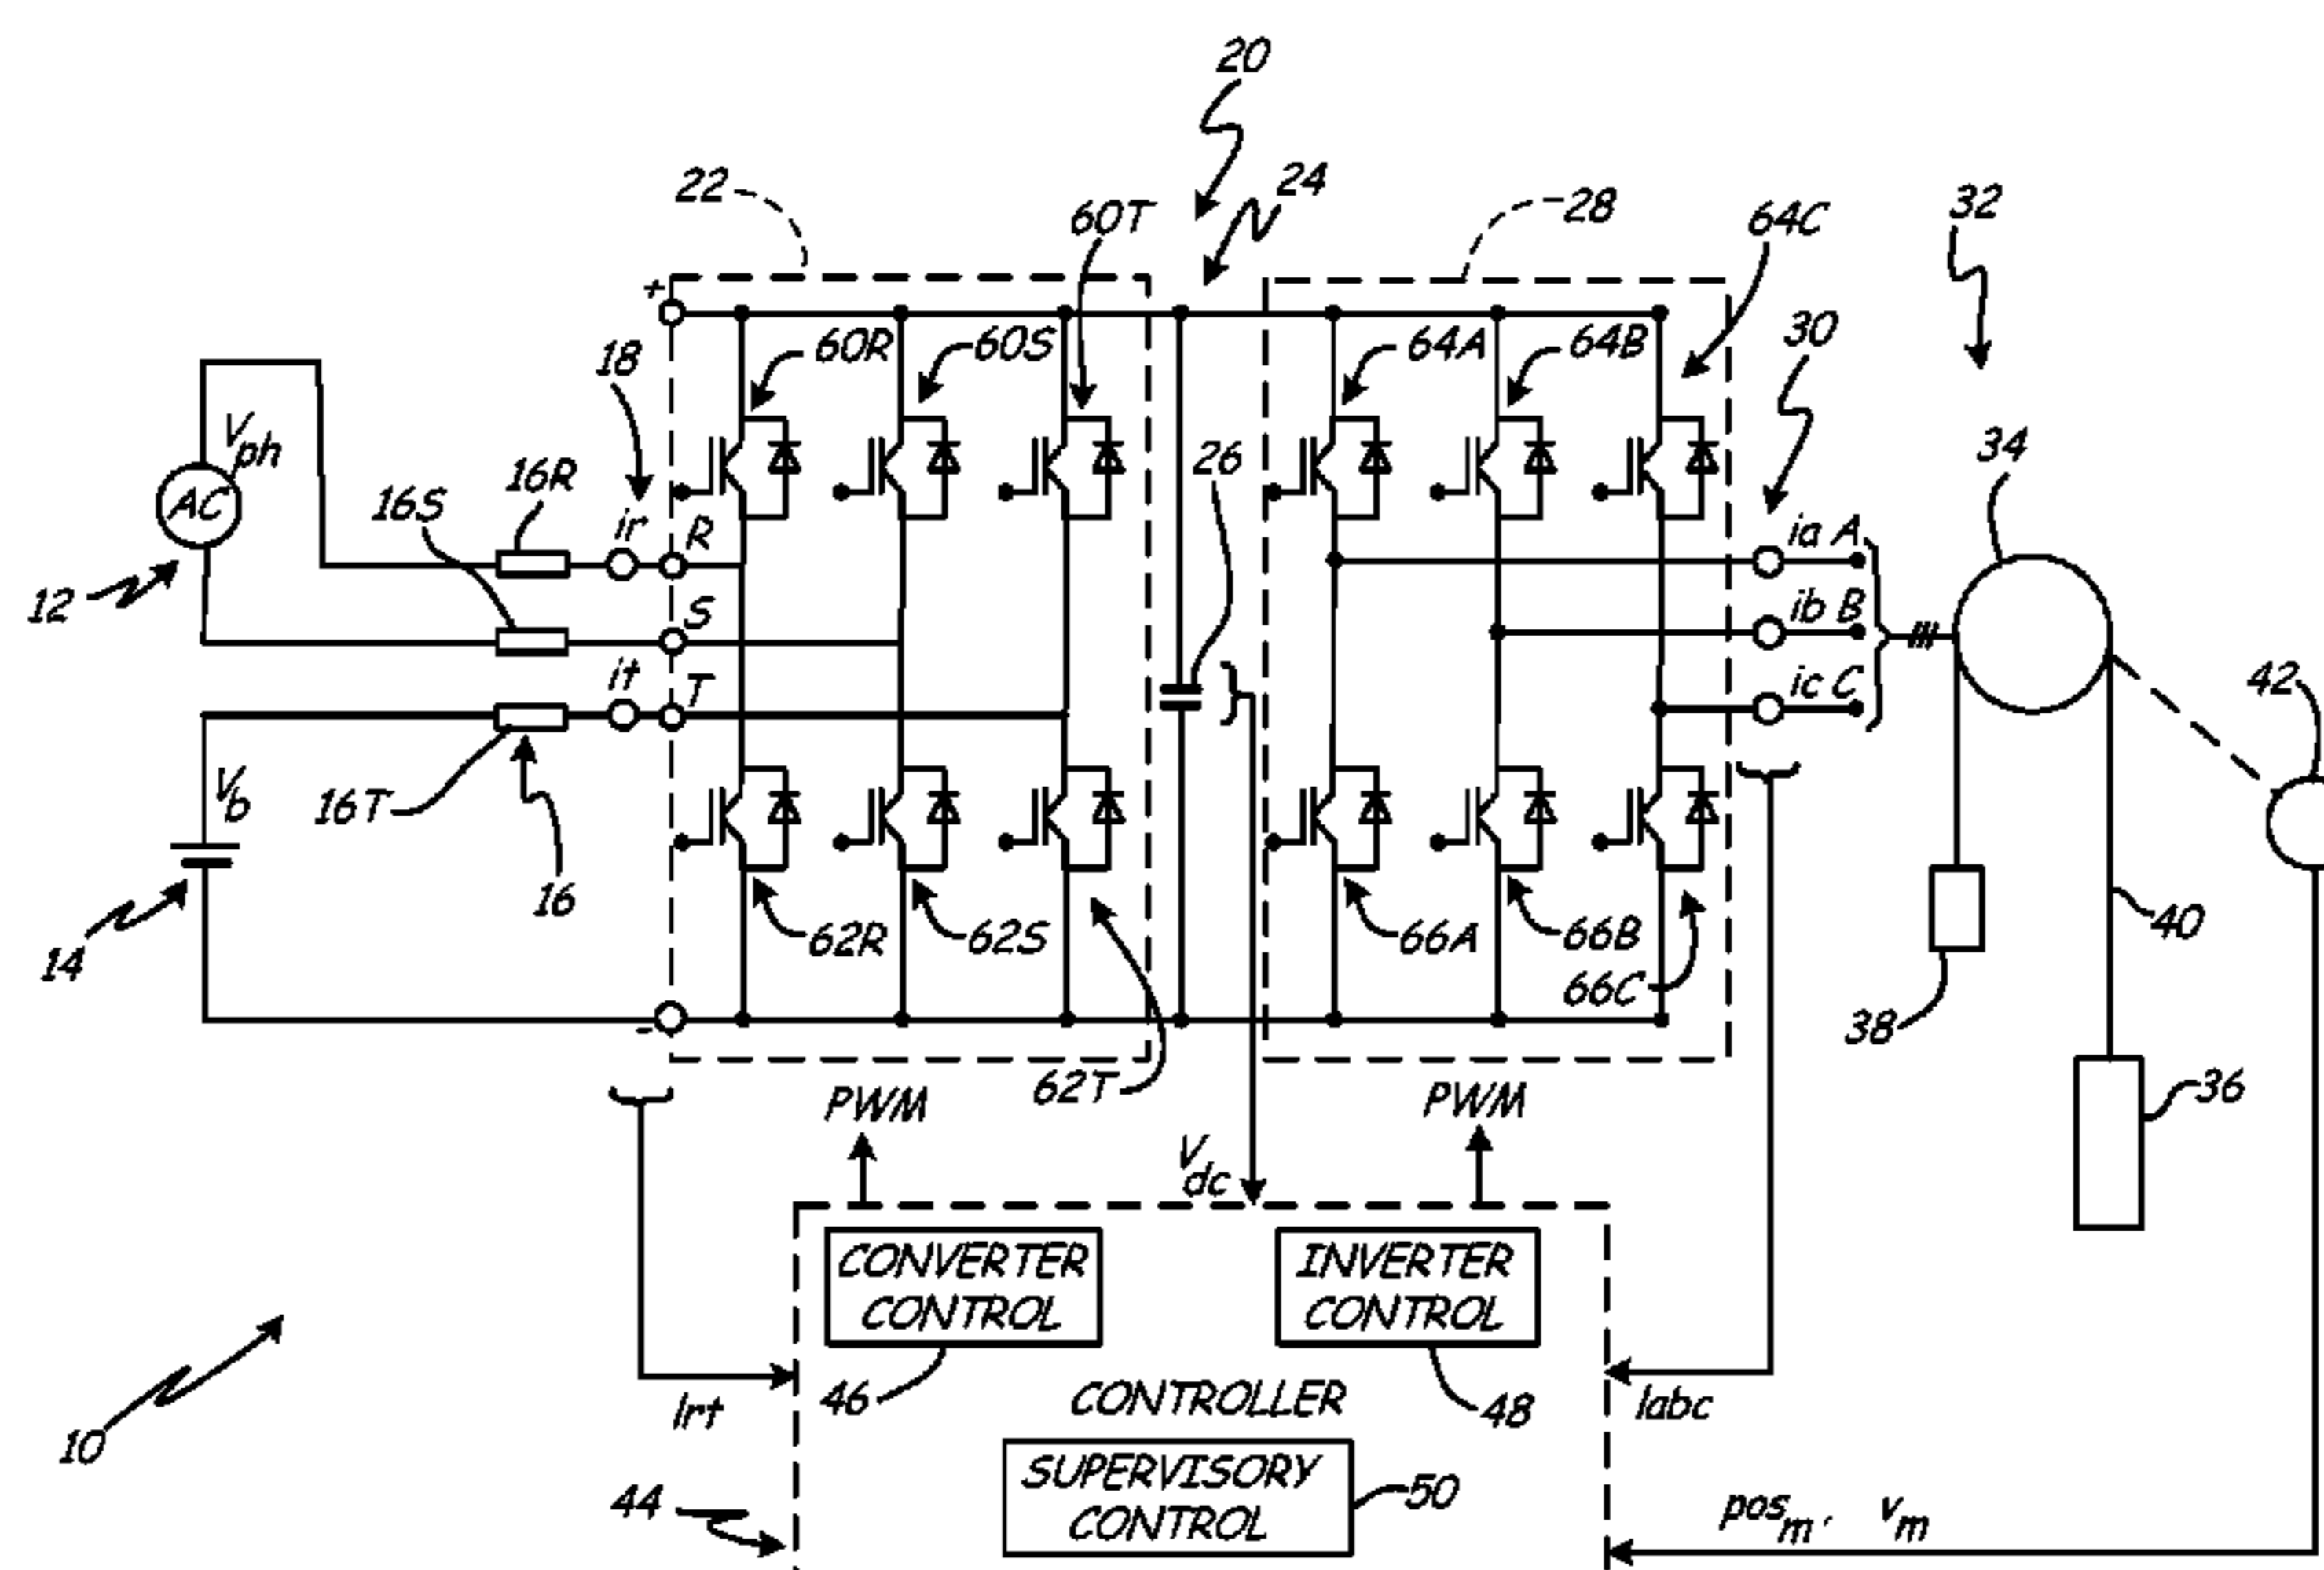 20
22
24
60T
28
64C
32
+
18
60R
60S
64A
64B
30
34
Vph
AC
16S
16R
ir
R
26
ia A
12
S
ib B
it
T
ic C
42
Vb
16T
16
14
62R
62S
66A
66B
40
66C
38
-
62T
36
PWM
PWM
Vdc
CONVERTER
CONTROL
INVERTER
CONTROL
46
48
Irt
CONTROLLER
Iabc
10
SUPERVISORY
CONTROL
50
44
posm, vm